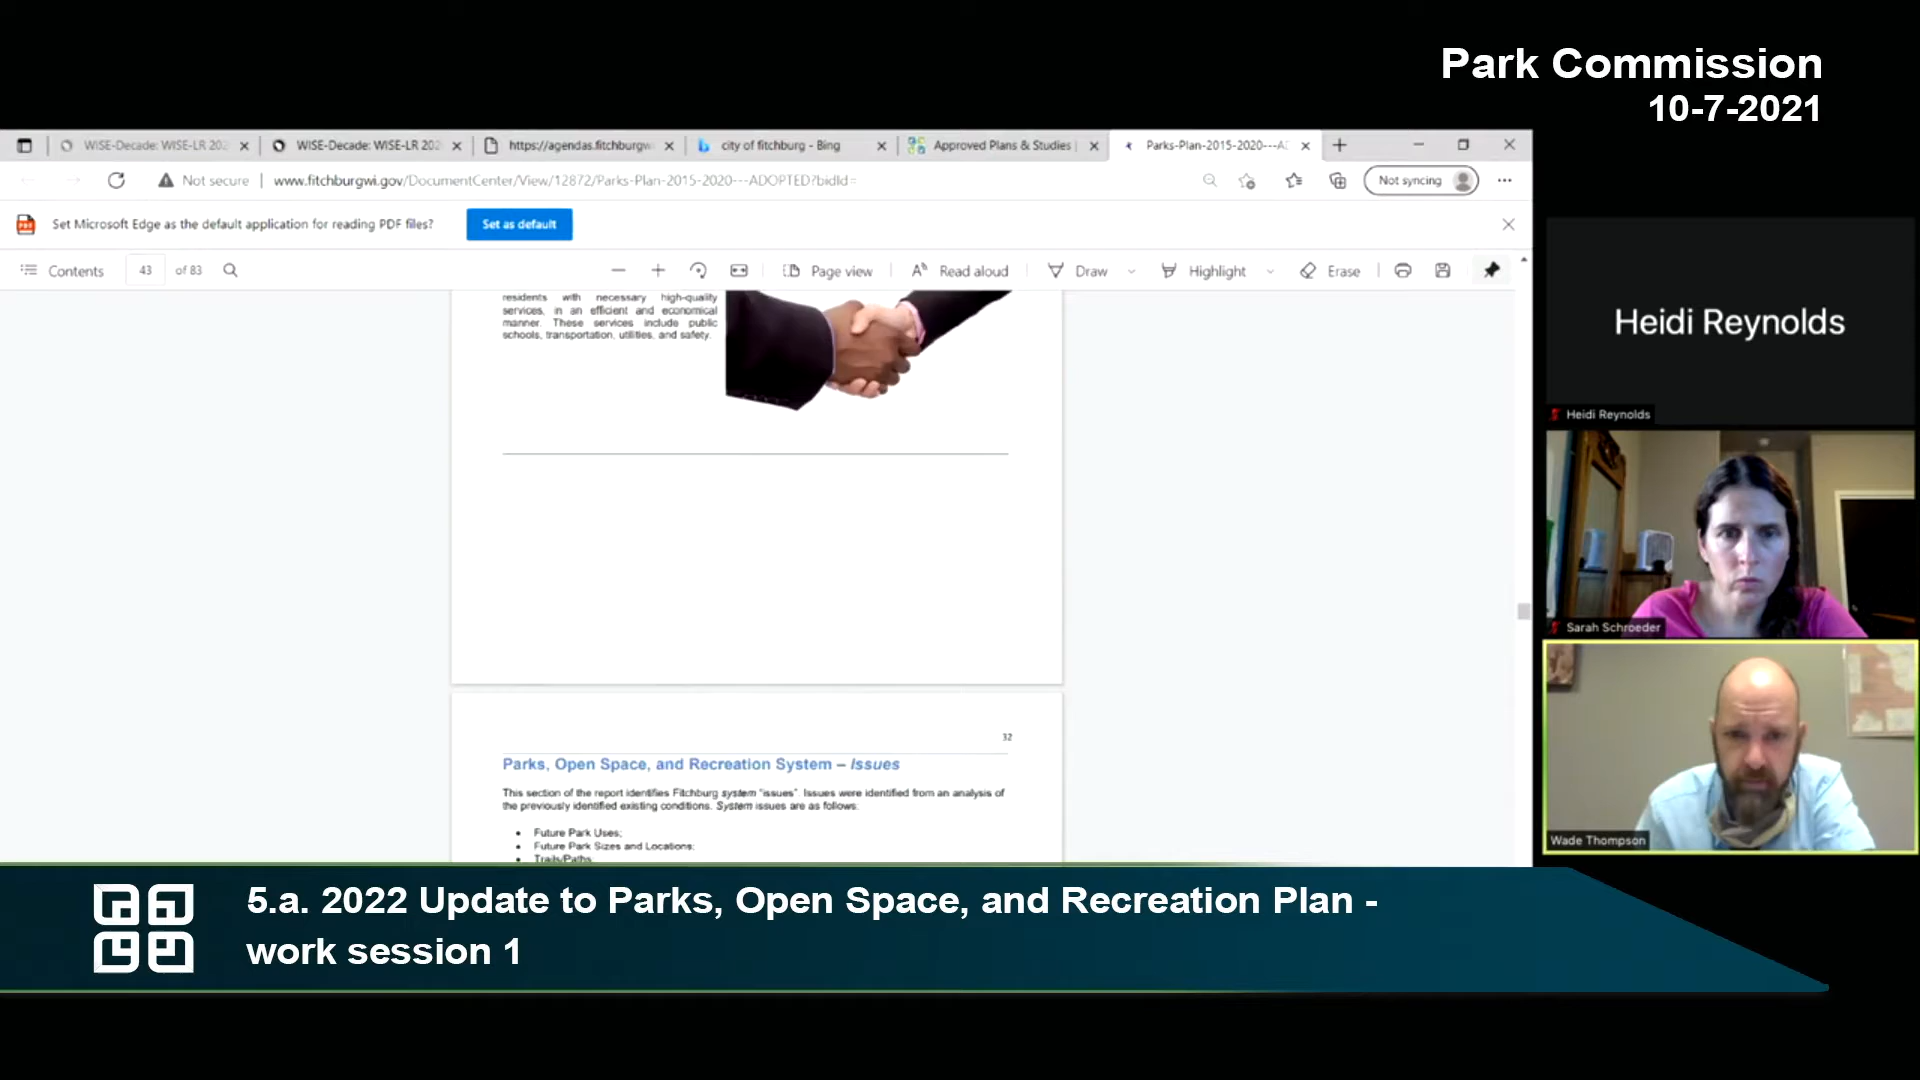 Park Commission
10-7-2021
WISE-Decade: WISE-LR 202
WISE-Decade: WISE-LR 202
https://agendas.fitchburgw
city of fitchburg - Bing
Approved Plans & Studies
Parks-Plan-2015-2020---AD
Not secure
www.fitchburgwi.gov/DocumentCenter/View/12872/Parks-Plan-2015-2020---ADOPTED?bidId=
Not syncing
Set Microsoft Edge as the default application for reading PDF files?
Set as default
Contents
43
of 83
Page view
Read aloud
Draw
Highlight
Erase
residents with necessary high-quality
services, in an efficient and economical
manner. These services include public
schools, transportation, utilities, and safety.
32
Parks, Open Space, and Recreation System – Issues
This section of the report identifies Fitchburg system "issues". Issues were identified from an analysis of
the previously identified existing conditions. System issues are as follows:
• Future Park Uses;
• Future Park Sizes and Locations;
• Trails/Paths
Heidi Reynolds
Heidi Reynolds
Sarah Schroeder
Wade Thompson
5.a. 2022 Update to Parks, Open Space, and Recreation Plan -
work session 1